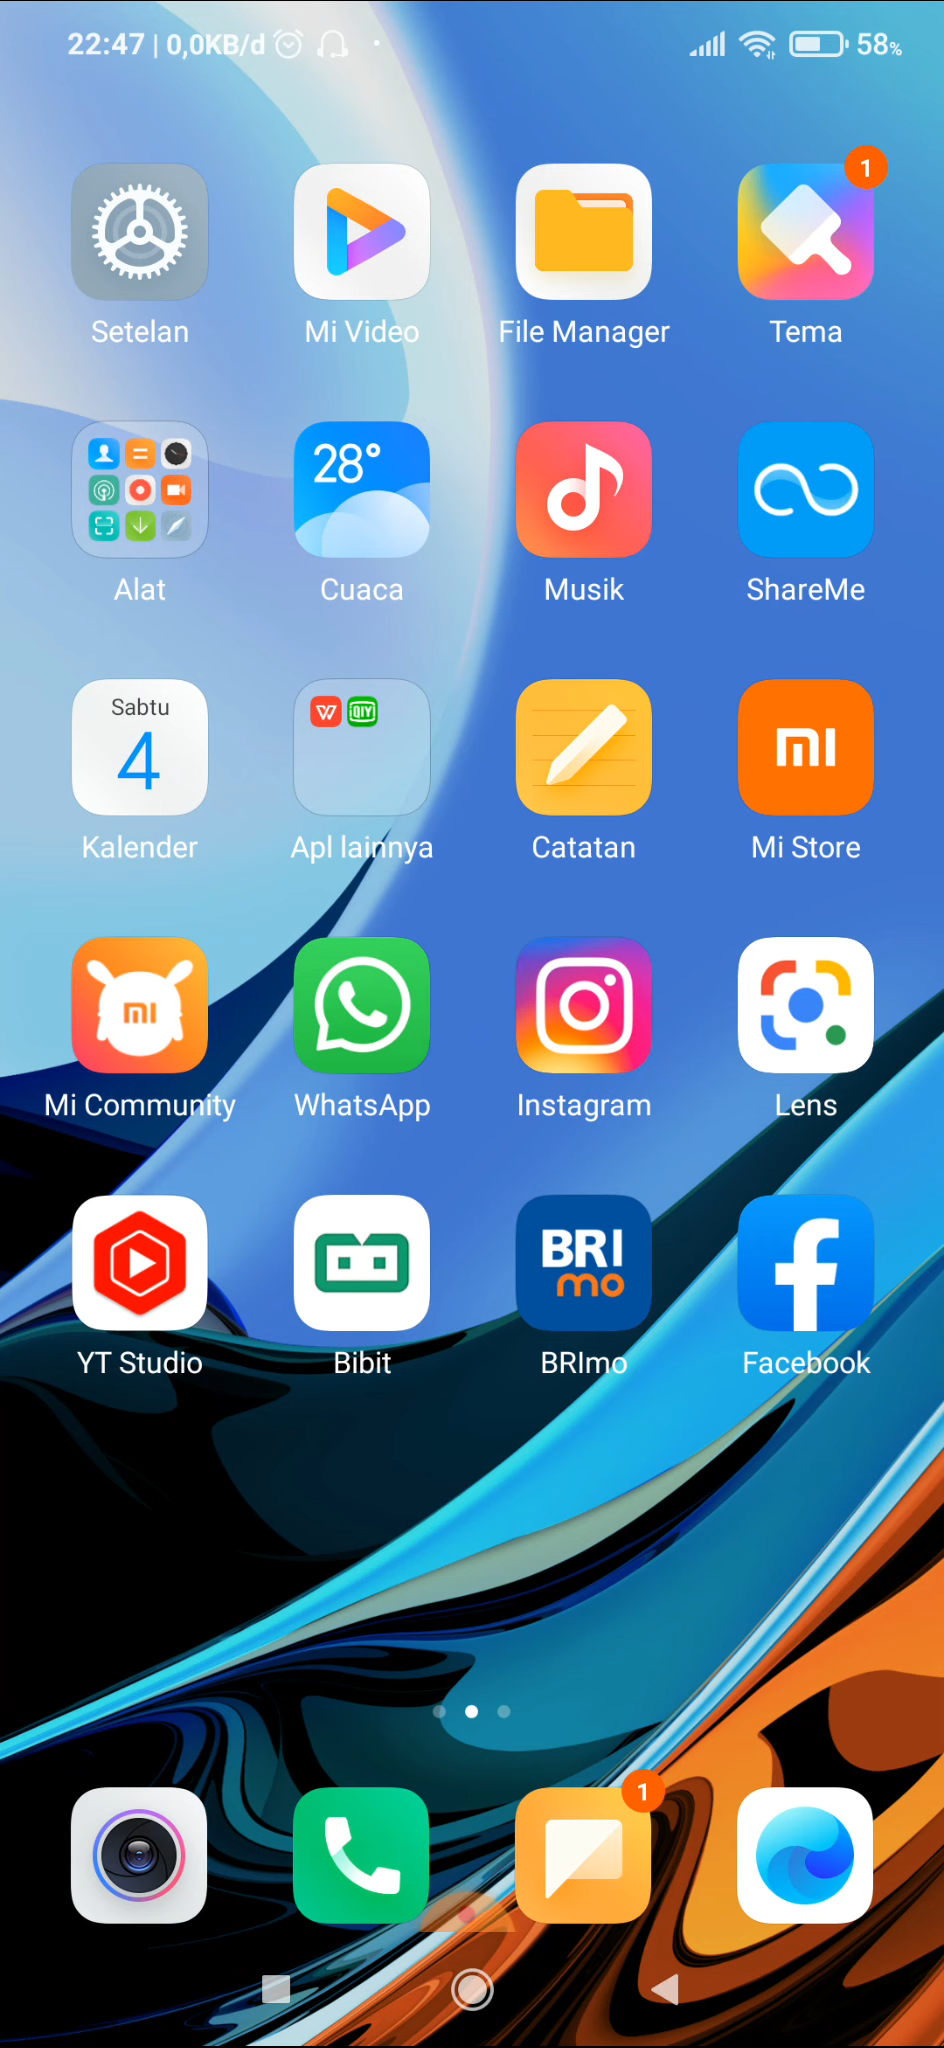 22:47 | 0,0KB/d 58%
1
Setelan Mi Video File Manager Tema
28°
Alat Cuaca Musik ShareMe
Sabtu
4
W QIY
mi
Kalender Apl lainnya Catatan Mi Store
mi
Mi Community WhatsApp Instagram Lens
BRI
mo
YT Studio Bibit BRImo Facebook
1